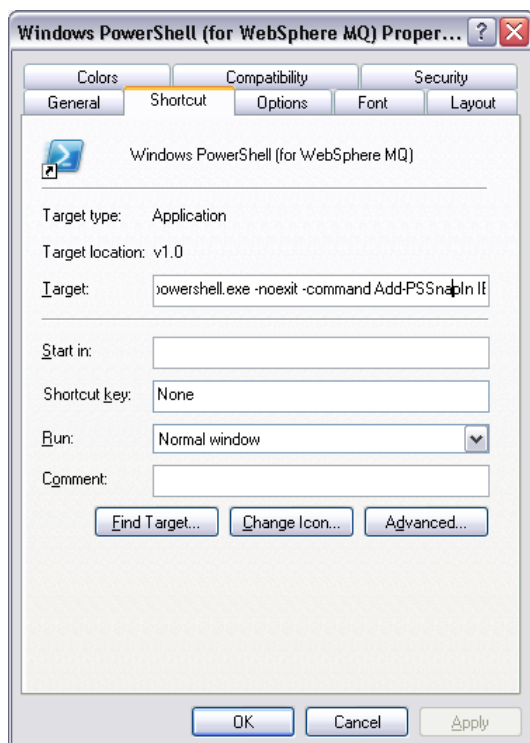 Windows PowerShell (for WebSphere MQ) Proper... ?
Colors Compatibility Security
General Shortcut Options Font Layout
Windows PowerShell (for WebSphere MQ)
Target type: Application
Target location: v1.0
Target: powershell.exe -noexit -command Add-PSSnapIn IE
Start in:
Shortcut key: None
Run: Normal window
Comment:
Find Target... Change Icon... Advanced...
OK Cancel Apply